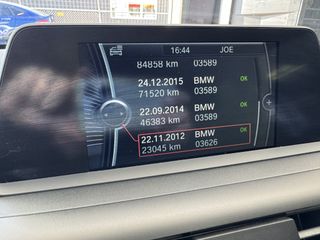 16:44 JOE
84858 km 03589
24.12.2015 BMW OK
71520 km 03589
22.09.2014 BMW OK
46383 km 03589
22.11.2012 BMW OK
23045 km 03626
+